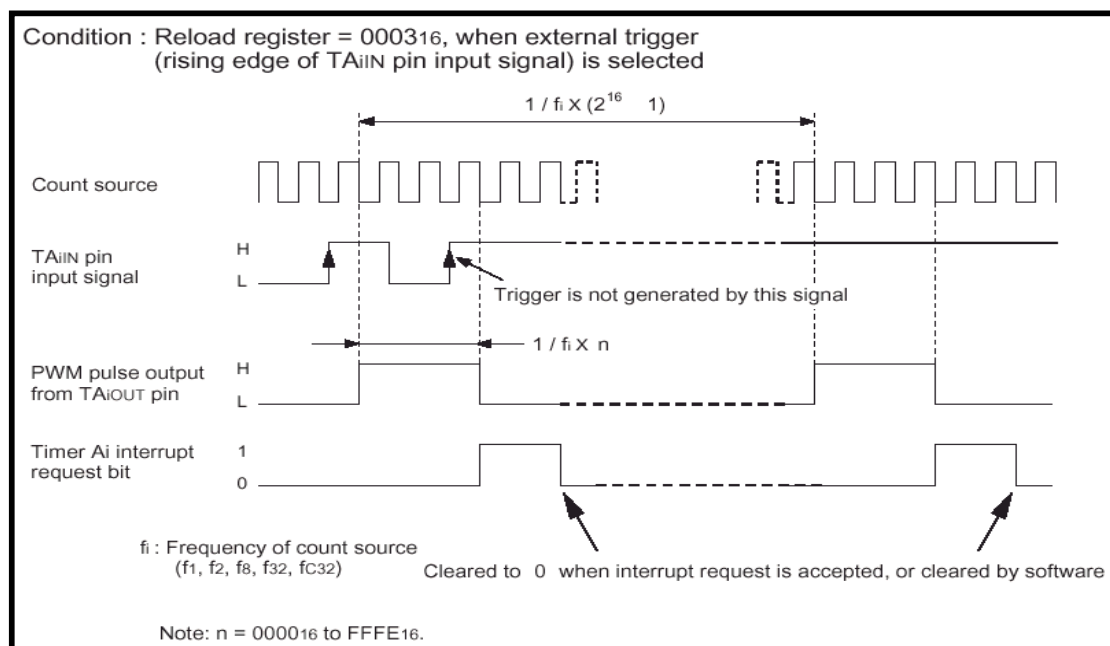 Condition : Reload register = 000316, when external trigger
(rising edge of TAiIN pin input signal) is selected
1 / fi X (2^16 1)
Count source
TAiIN pin
input signal
H
L
Trigger is not generated by this signal
1 / fi X n
PWM pulse output
from TAiOUT pin
H
L
Timer Ai interrupt
request bit
1
0
fi : Frequency of count source
(f1, f2, f8, f32, fC32)
Cleared to 0 when interrupt request is accepted, or cleared by software
Note: n = 000016 to FFFE16.